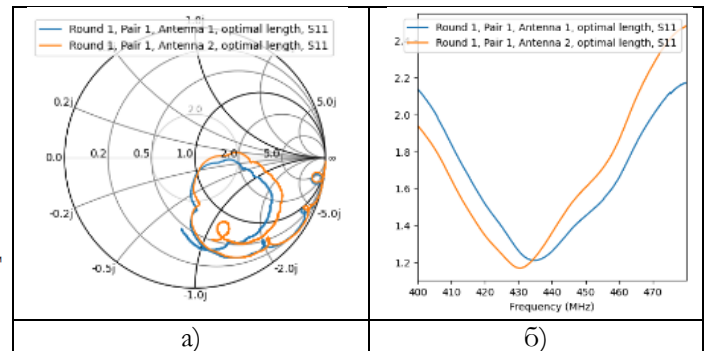 1.0j
Round 1, Pair 1, Antenna 1, optimal length, S11
Round 1, Pair 1, Antenna 2, optimal length, S11
0.2j
5.0j
2.0
0.0
0.2
0.5
1.0
2.0
5.0
∞
-0.2j
-5.0j
-0.5j
-2.0j
-1.0j
а)
Round 1, Pair 1, Antenna 1, optimal length, S11
Round 1, Pair 1, Antenna 2, optimal length, S11
2.4
2.2
2.0
1.8
1.6
1.4
1.2
400 410 420 430 440 450 460 470
Frequency (MHz)
б)